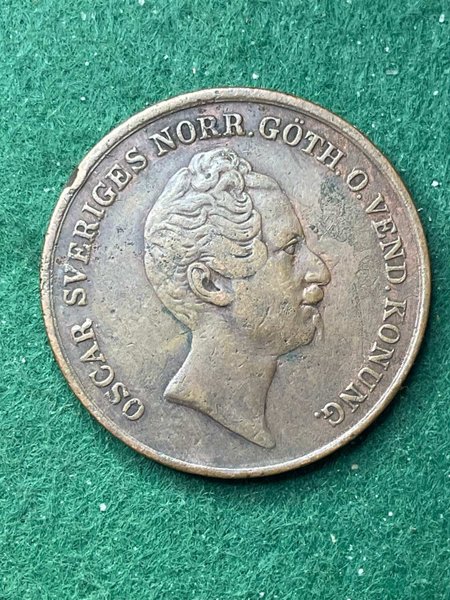 OSCAR SVERIGES NORR. GÖTH. O. VEND. KONUNG.